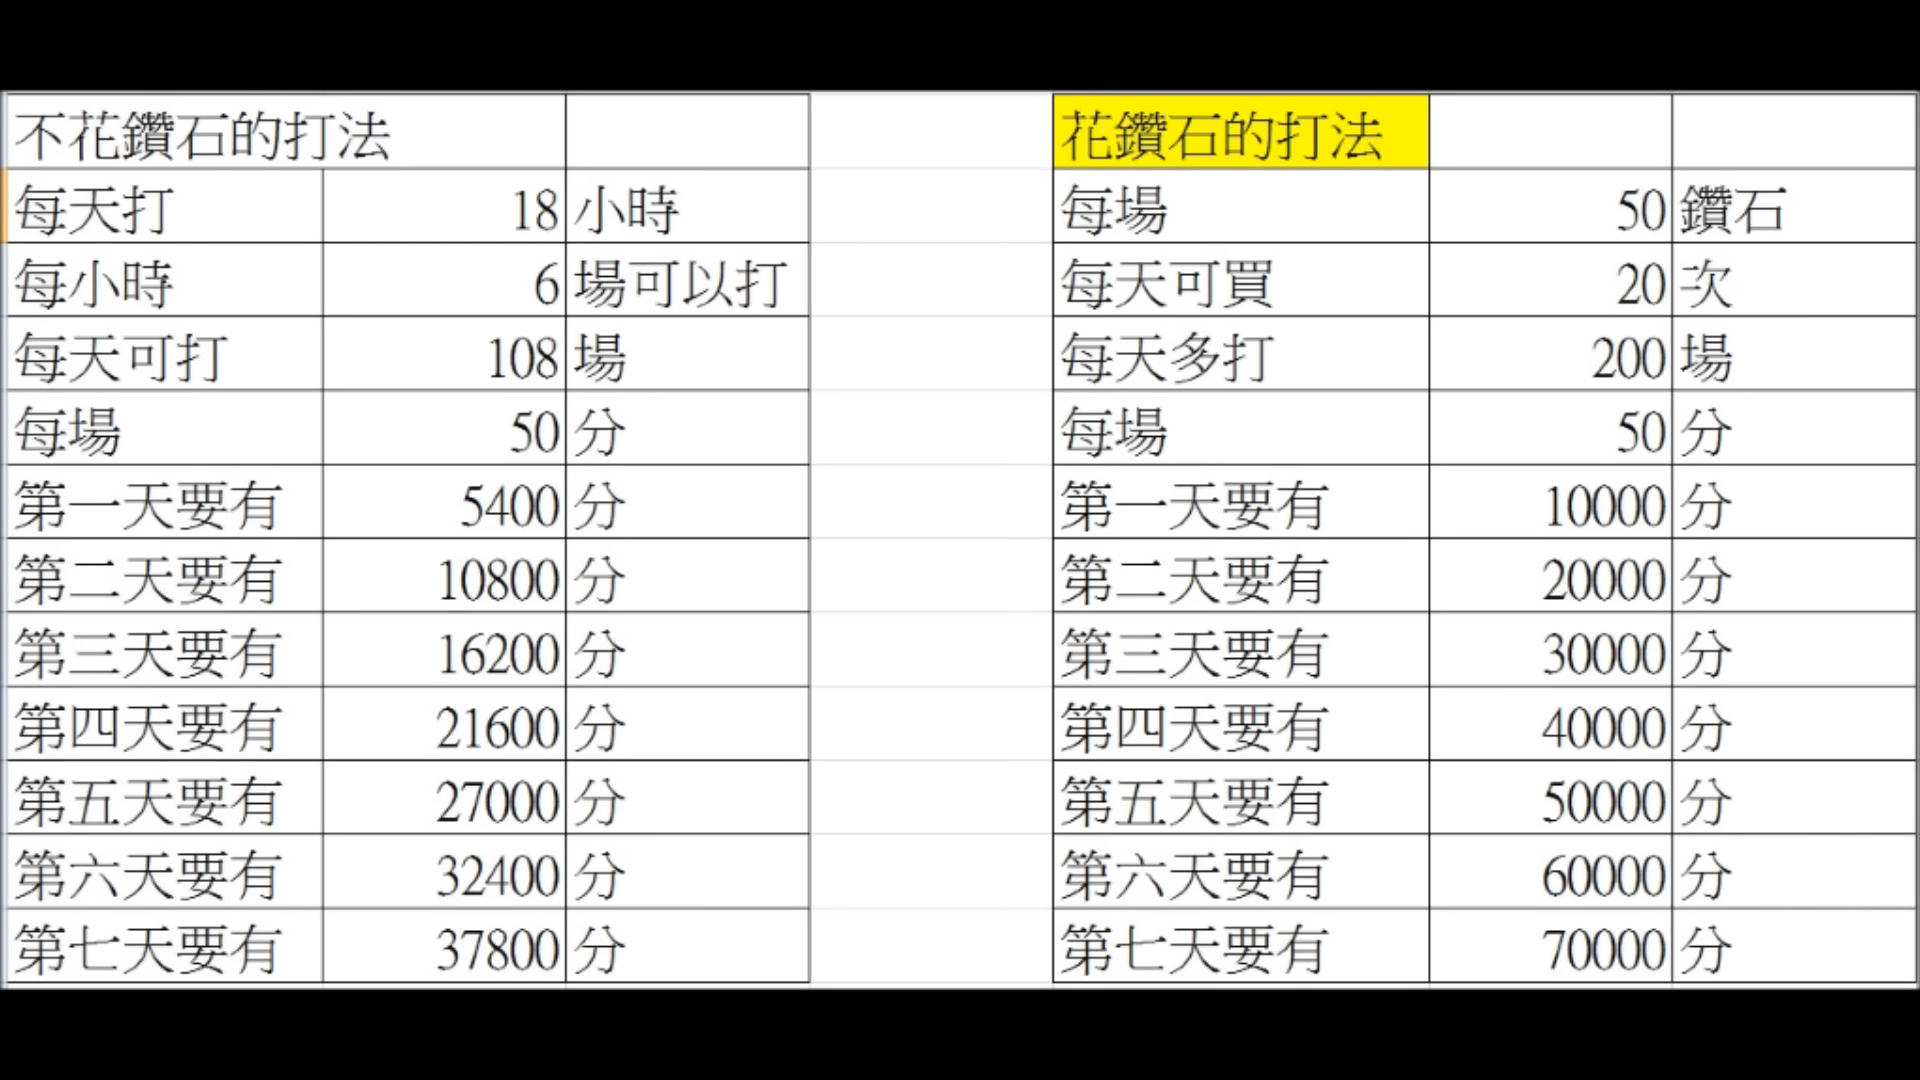 不花鑽石的打法
每天打 18 小時
每小時 6 場可以打
每天可打 108 場
每場 50 分
第一天要有 5400 分
第二天要有 10800 分
第三天要有 16200 分
第四天要有 21600 分
第五天要有 27000 分
第六天要有 32400 分
第七天要有 37800 分
花鑽石的打法
每場 50 鑽石
每天可買 20 次
每天多打 200 場
每場 50 分
第一天要有 10000 分
第二天要有 20000 分
第三天要有 30000 分
第四天要有 40000 分
第五天要有 50000 分
第六天要有 60000 分
第七天要有 70000 分